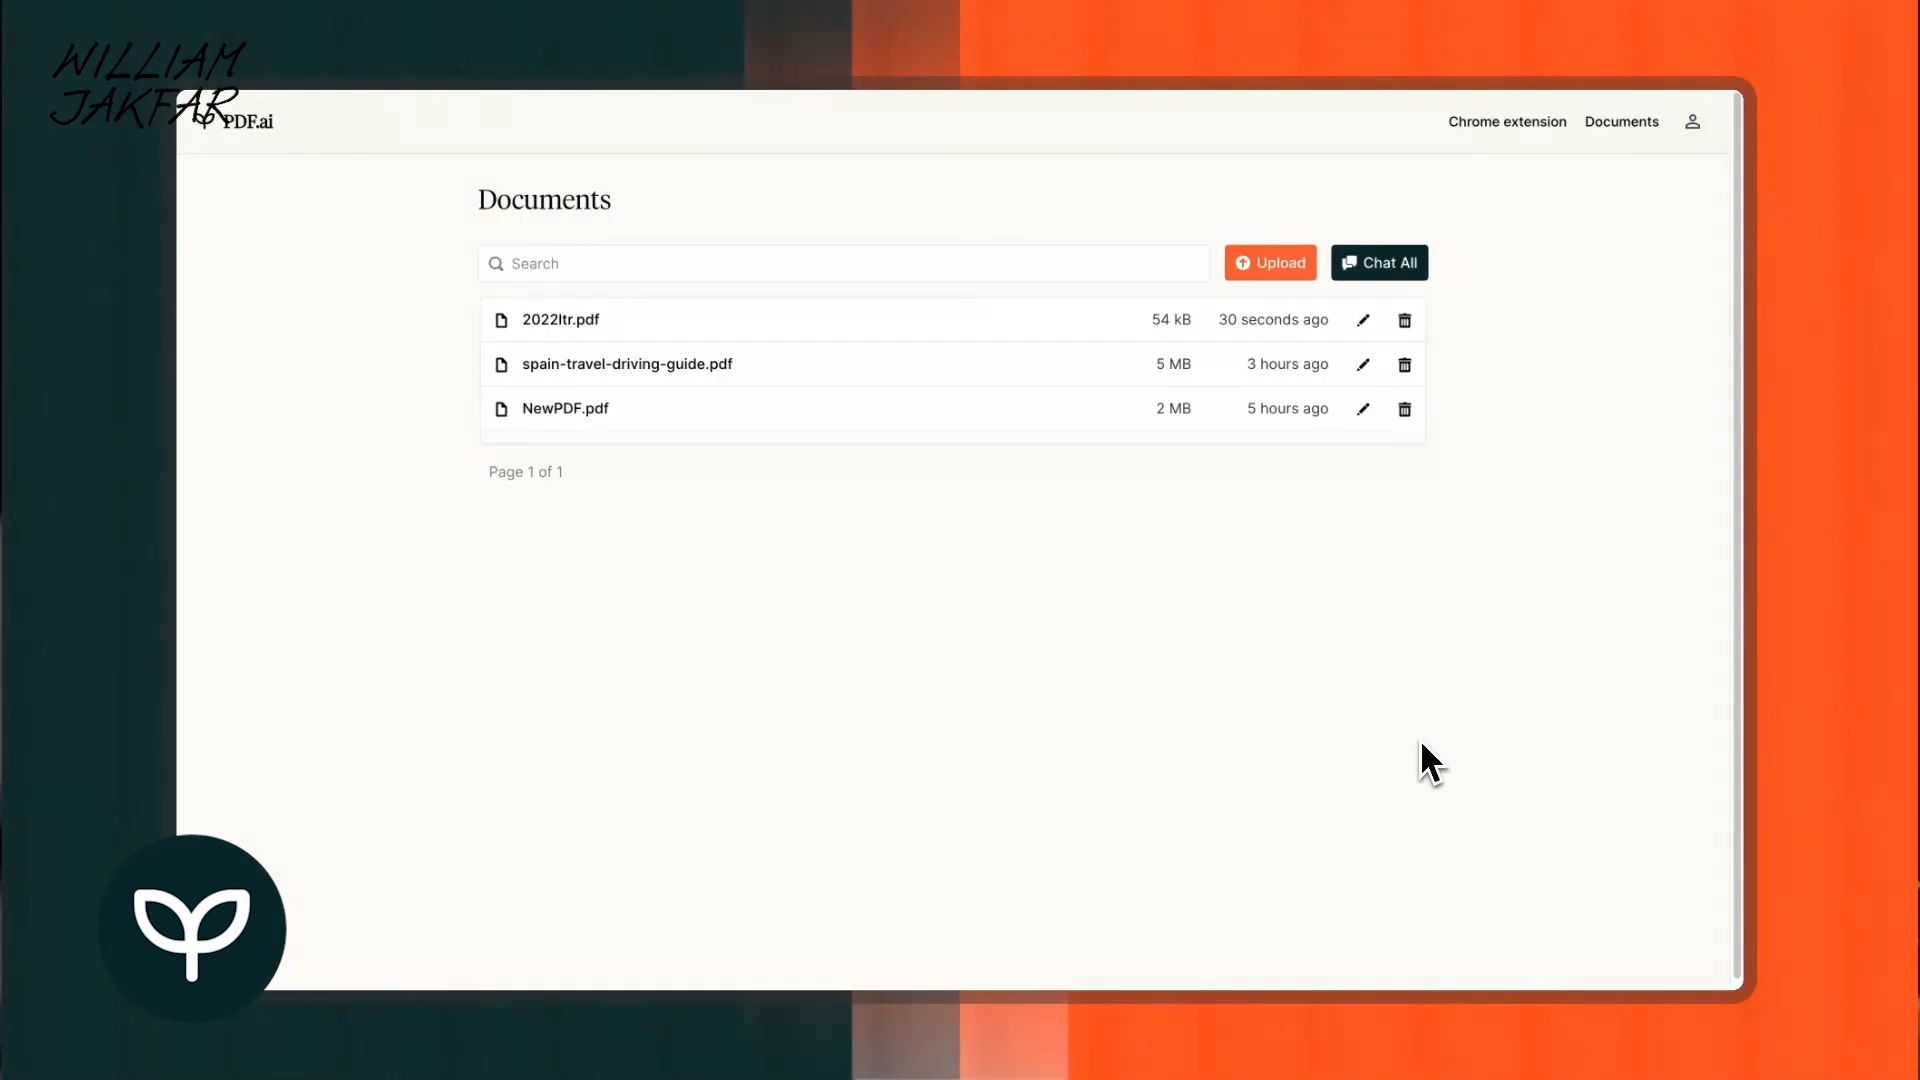 WILLIAM
JAKFAR
PDF.ai
Chrome extension
Documents
Documents
Search
Upload
Chat All
2022ltr.pdf 54 kB 30 seconds ago
spain-travel-driving-guide.pdf 5 MB 3 hours ago
NewPDF.pdf 2 MB 5 hours ago
Page 1 of 1